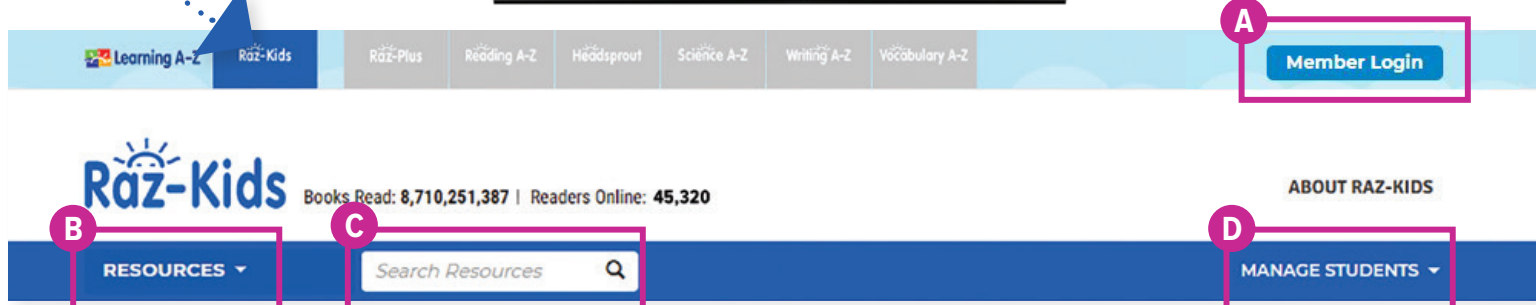 A
Learning A-Z Raz-Kids Raz-Plus Reading A-Z Headsprout Science A-Z Writing A-Z Vocabulary A-Z Member Login
Raz-Kids Books Read: 8,710,251,387 | Readers Online: 45,320 ABOUT RAZ-KIDS
B C D
RESOURCES Search Resources MANAGE STUDENTS